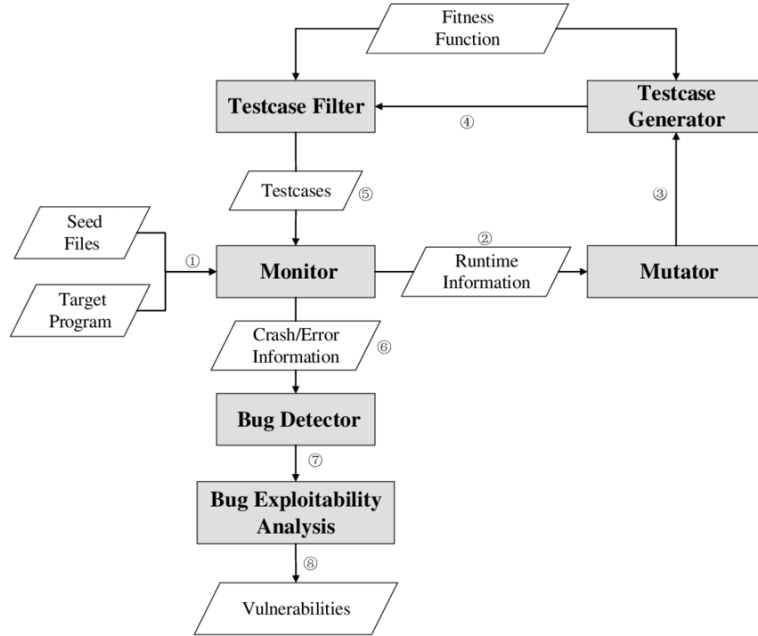 Fitness
Function
Testcase Filter
Testcase
Generator
④
Testcases
⑤
③
Seed
Files
①
Target
Program
Monitor
②
Runtime
Information
Mutator
Crash/Error
Information
⑥
Bug Detector
⑦
Bug Exploitability
Analysis
⑧
Vulnerabilities